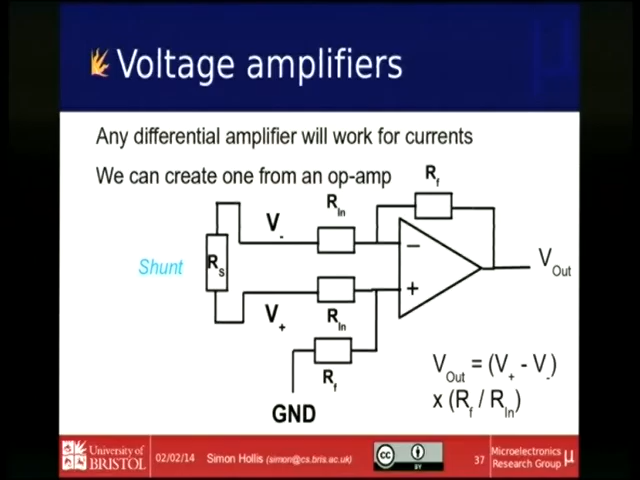 Voltage amplifiers
µ
Any differential amplifier will work for currents
We can create one from an op-amp
Rf
RIn
V-
Shunt
Rs
−
+
VOut
V+
RIn
Rf
GND
VOut = (V+ - V-)
x (Rf / RIn)
University of
BRISTOL
02/02/14
Simon Hollis (simon@cs.bris.ac.uk)
cc
BY
37
Microelectronics
Research Group
µ